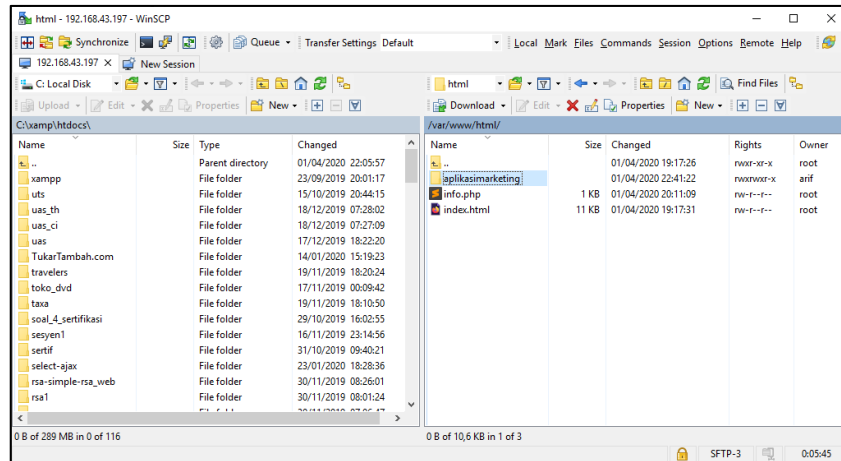 html - 192.168.43.197 - WinSCP
Synchronize Queue Transfer Settings Default Local Mark Files Commands Session Options Remote Help
192.168.43.197 New Session
C: Local Disk
Upload Edit Properties New
C:\xamp\htdocs\
Name Size Type Changed
.. Parent directory 01/04/2020 22:05:57
xampp File folder 23/09/2019 20:01:17
uts File folder 15/10/2019 20:44:15
uas_th File folder 18/12/2019 07:28:02
uas_ci File folder 18/12/2019 07:27:09
uas File folder 17/12/2019 18:22:20
TukarTambah.com File folder 14/01/2020 15:19:23
travelers File folder 19/11/2019 18:20:24
toko_dvd File folder 17/11/2019 00:09:42
taxa File folder 19/11/2019 18:10:50
soal_4_sertifikasi File folder 29/10/2019 16:02:55
sesyen1 File folder 16/11/2019 23:14:56
sertif File folder 31/10/2019 09:40:21
select-ajax File folder 23/01/2020 18:28:36
rsa-simple-rsa_web File folder 30/11/2019 08:26:01
rsa1 File folder 30/11/2019 08:01:24
0 B of 289 MB in 0 of 116
html Find Files
Download Edit Properties New
/var/www/html/
Name Size Changed Rights Owner
.. 01/04/2020 19:17:26 rwxr-xr-x root
aplikasimarketing 01/04/2020 22:41:22 rwxrwxr-x arif
info.php 1 KB 01/04/2020 20:11:09 rw-r--r-- root
index.html 11 KB 01/04/2020 19:17:31 rw-r--r-- root
0 B of 10,6 KB in 1 of 3
SFTP-3 0:05:45